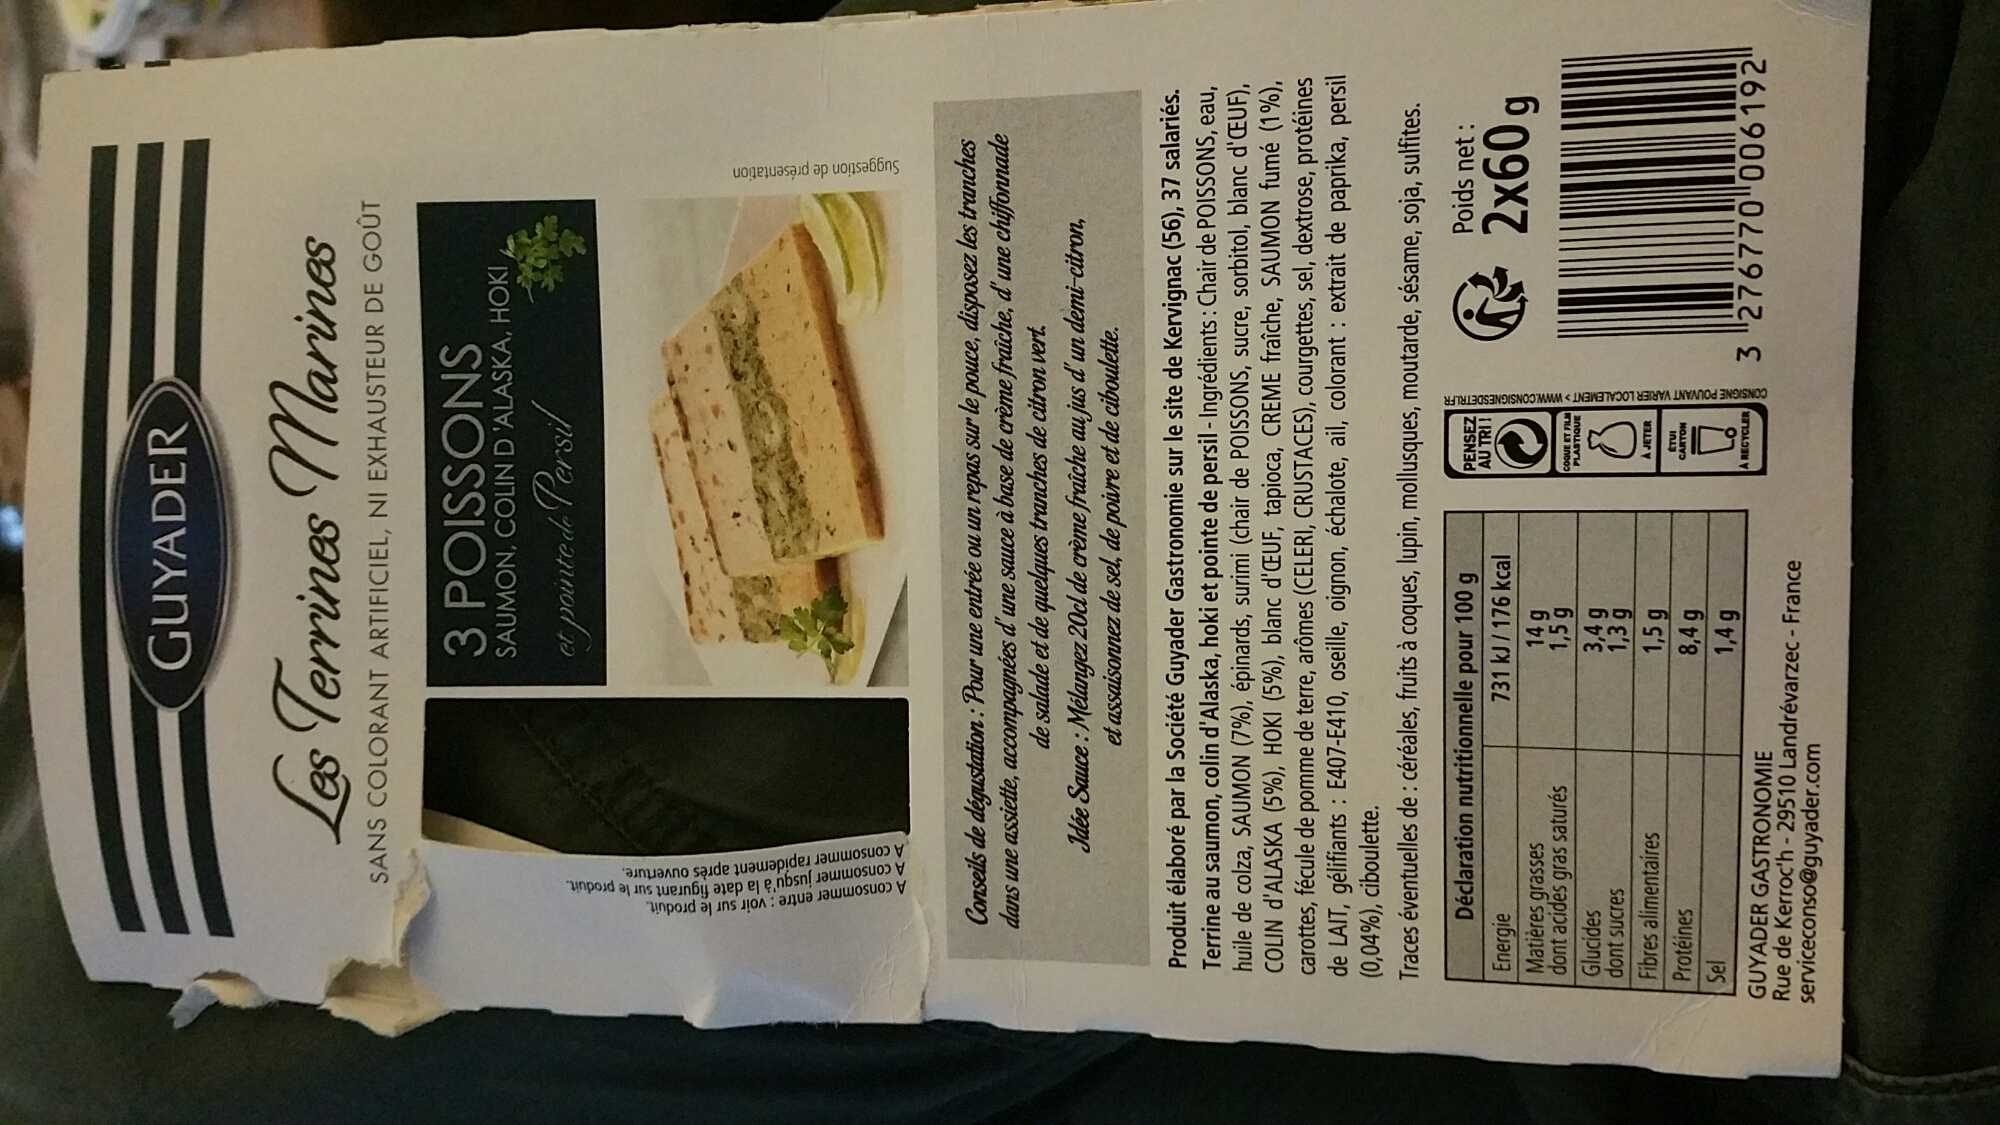 GUYADER
Les Terrines Marines
SANS COLORANT ARTIFICIEL, NI EXHAUSTEUR DE GOÛT
3 POISSONS
SAUMON, COLIN D'ALASKA, HOKI
et pointe de Persil
Suggestion de présentation
A consommer entre : voir sur le produit.
A consommer jusqu'à la date figurant sur le produit.
A consommer rapidement après ouverture.
Conseils de dégustation : Pour une entrée ou un repas sur le pouce, disposez les tranches
dans une assiette, accompagnées d'une sauce à base de crème fraîche, d'une chiffonnade
de salade et de quelques tranches de citron vert.
Idée Sauce : Mélangez 20cl de crème fraîche au jus d'un demi-citron,
et assaisonnez de sel, de poivre et de ciboulette.
Produit élaboré par la Société Guyader Gastronomie sur le site de Kervignac (56), 37 salariés.
Terrine au saumon, colin d'Alaska, hoki et pointe de persil - Ingrédients : Chair de POISSONS, eau,
huile de colza, SAUMON (7%), épinards, surimi (chair de POISSONS, sucre, sorbitol, blanc d'ŒUF),
COLIN d'ALASKA (5%), HOKI (5%), blanc d'ŒUF, tapioca, CREME fraîche, SAUMON fumé (1%),
carottes, fécule de pomme de terre, arômes (CELERI, CRUSTACES), courgettes, sel, dextrose, protéines
de LAIT, gélifiants : E407-E410, oseille, oignon, échalote, ail, colorant : extrait de paprika, persil
(0,04%), ciboulette.
Traces éventuelles de : céréales, fruits à coques, lupin, mollusques, moutarde, sésame, soja, sulfites.
Déclaration nutritionnelle pour 100 g
Energie 731 kJ / 176 kcal
Matières grasses 14 g
dont acides gras saturés 1,5 g
Glucides 3,4 g
dont sucres 1,3 g
Fibres alimentaires 1,5 g
Protéines 8,4 g
Sel 1,4 g
PENSEZ
AU TRI !
COQUE ET FILM
PLASTIQUE
À JETER
ÉTUI
CARTON
À RECYCLER
CONSIGNE POUVANT VARIER LOCALEMENT > WWW.CONSIGNESDETRI.FR
Poids net :
2x60 g
3 276770 006192
GUYADER GASTRONOMIE
Rue de Kerroc'h - 29510 Landrévarzec - France
serviceconso@guyader.com